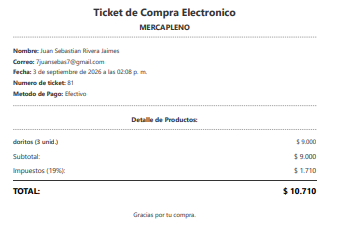 Ticket de Compra Electronico
MERCAPLENO
Nombre: Juan Sebastian Rivera Jaimes
Correo: 7juansebas7@gmail.com
Fecha: 3 de septiembre de 2026 a las 02:08 p. m.
Numero de ticket: 81
Metodo de Pago: Efectivo
Detalle de Productos:
doritos (3 unid.) $ 9.000
Subtotal: $ 9.000
Impuestos (19%): $ 1.710
TOTAL: $ 10.710
Gracias por tu compra.